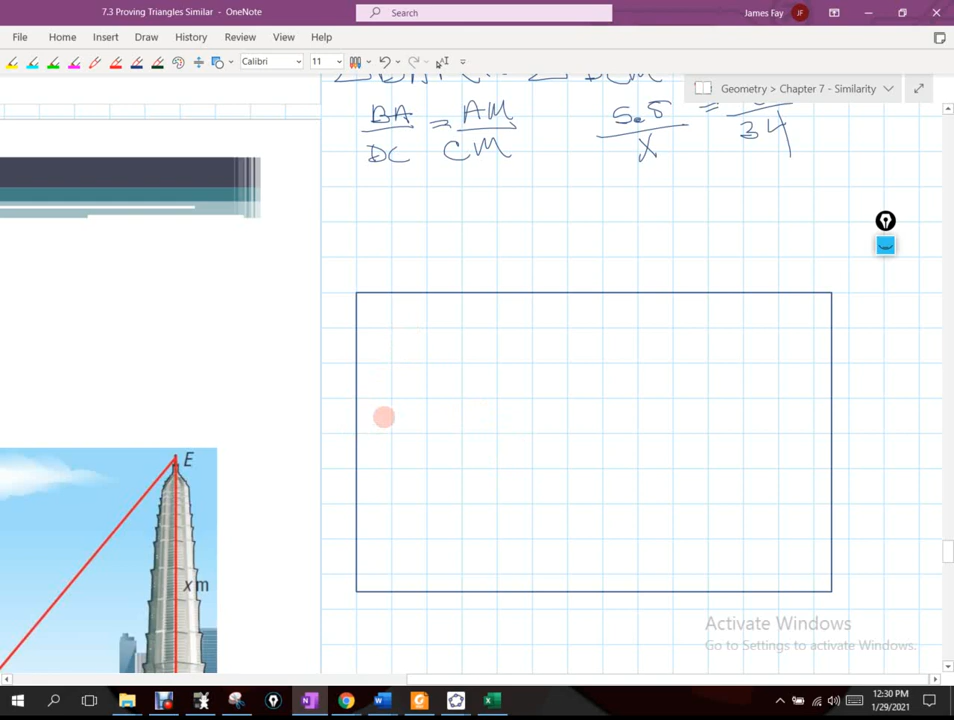 7.3 Proving Triangles Similar - OneNote
Search
James Fay JF
File Home Insert Draw History Review View Help
Calibri 11
Geometry > Chapter 7 - Similarity
BA = AM
DC CM
5.8 =
X 34
E
x m
Activate Windows
Go to Settings to activate Windows.
12:30 PM
1/29/2021